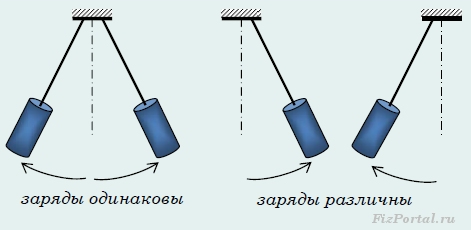 заряды одинаковы
заряды различны
FizPortal.ru